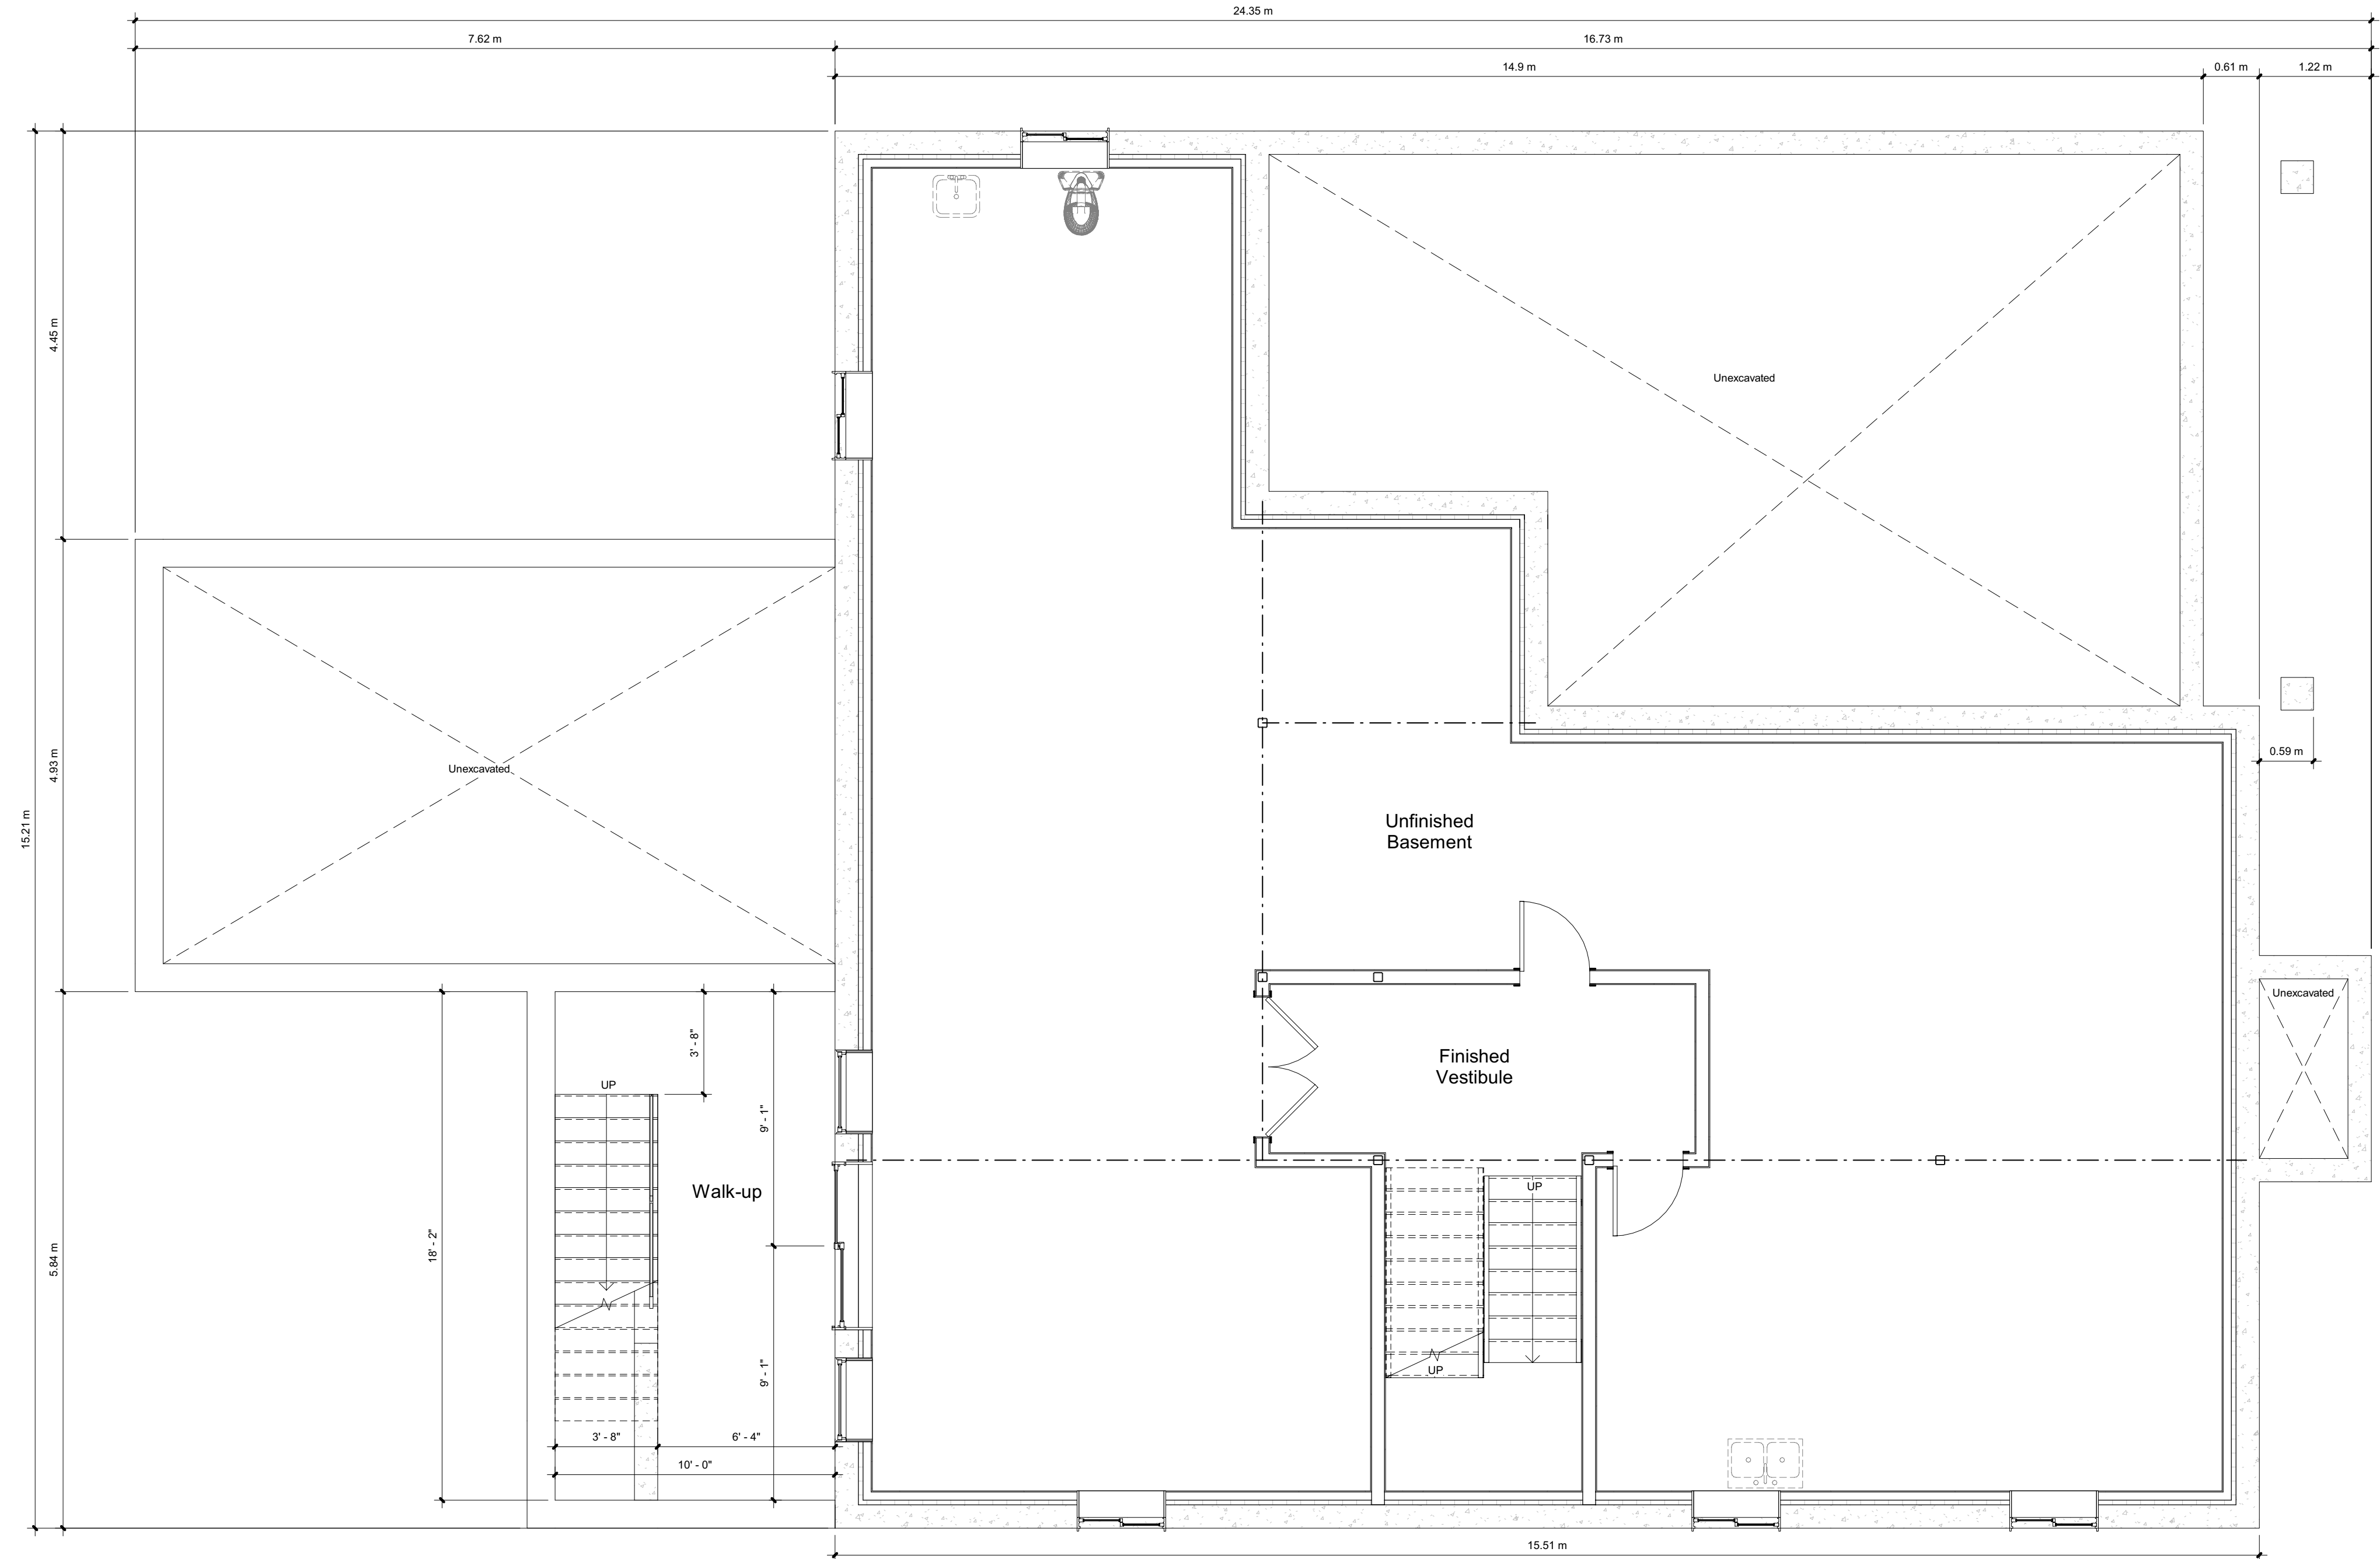 24.35 m
7.62 m
16.73 m
14.9 m
0.61 m
1.22 m
4.45 m
Unexcavated
4.93 m
Unexcavated
0.59 m
15.21 m
Unfinished
Basement
Unexcavated
3' - 8"
Finished
Vestibule
UP
9' - 1"
Walk-up
UP
18' - 2"
5.84 m
9' - 1"
UP
3' - 8"
6' - 4"
10' - 0"
15.51 m